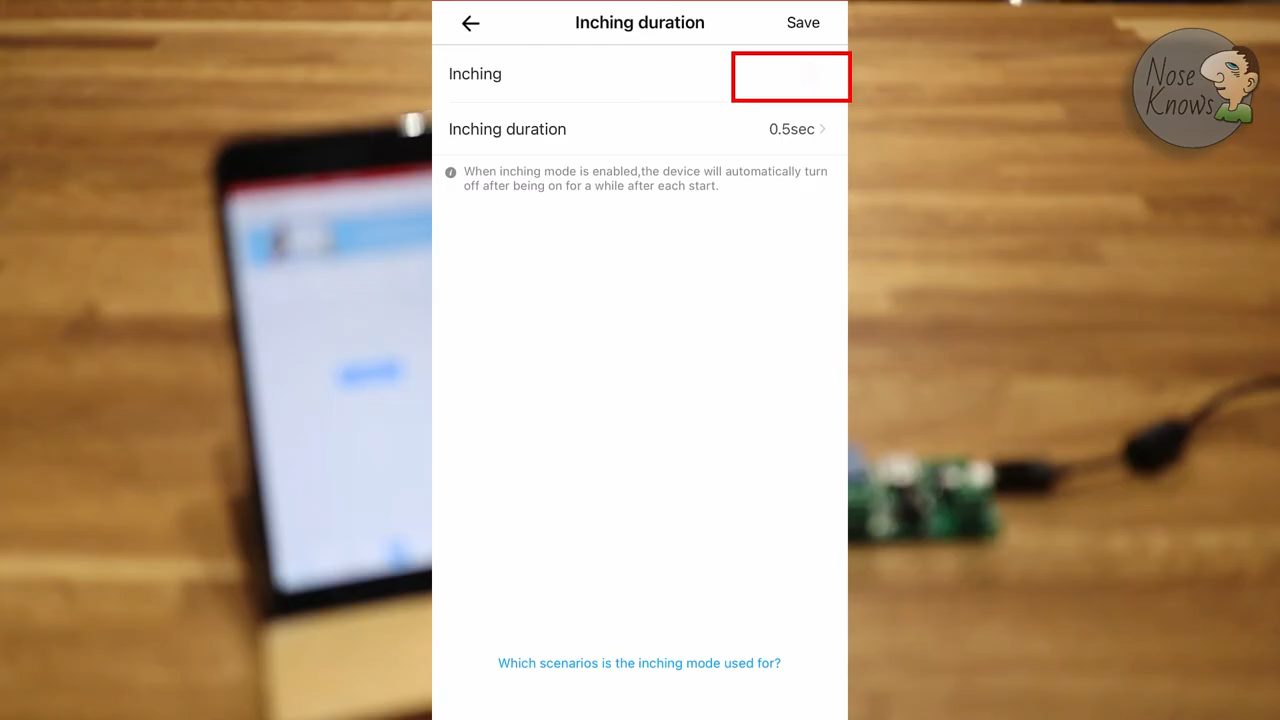 Inching duration
Save
Inching
Inching duration
0.5sec
When inching mode is enabled,the device will automatically turn
off after being on for a while after each start.
Which scenarios is the inching mode used for?
Nose
Knows